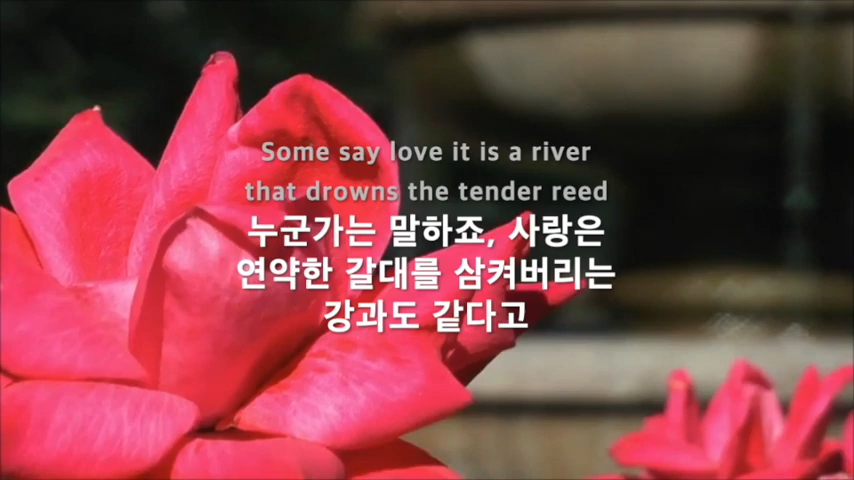 Some say love it is a river
that drowns the tender reed
누군가는 말하죠, 사랑은
연약한 갈대를 삼켜버리는
강과도 같다고